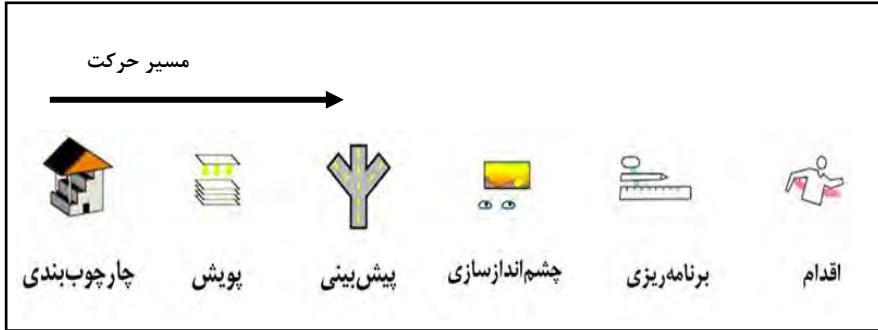 مسیر حرکت
چارچوب‌بندی
پویش
پیش‌بینی
چشم‌اندازسازی
برنامه‌ریزی
اقدام